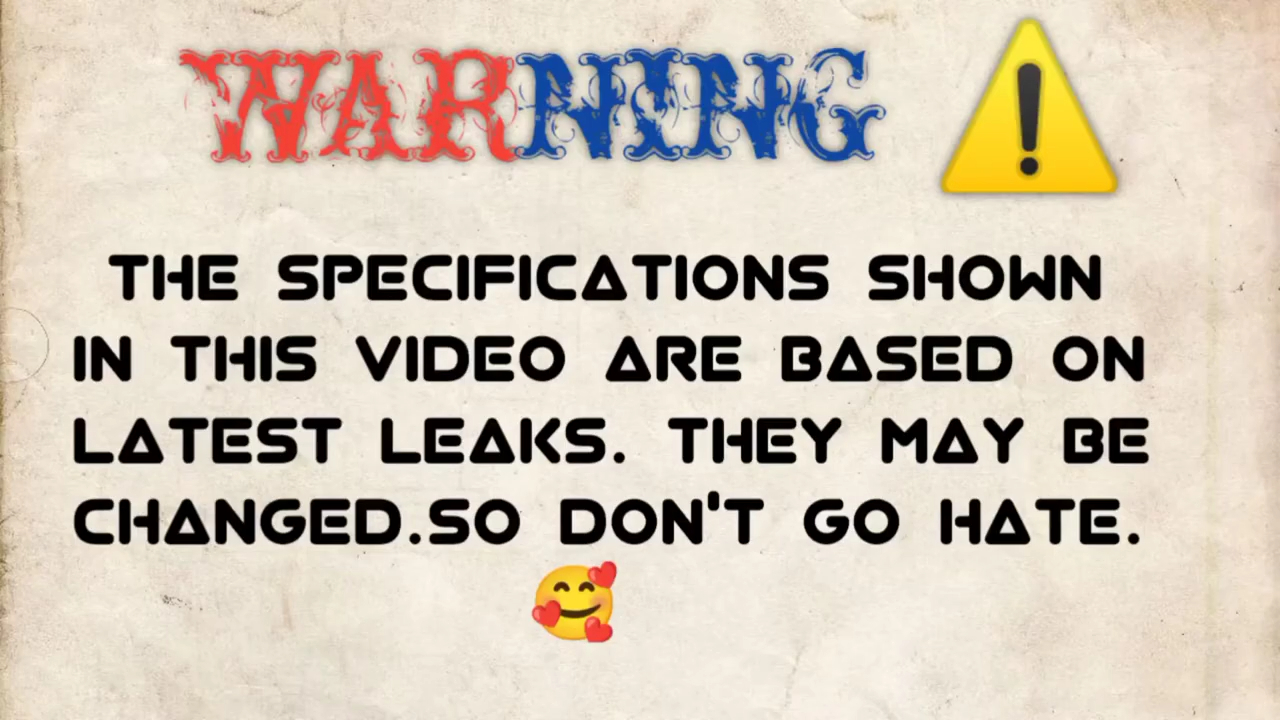 WARNING ⚠️
THE SPECIFICATIONS SHOWN
IN THIS VIDEO ARE BASED ON
LATEST LEAKS. THEY MAY BE
CHANGED.SO DON'T GO HATE.
🥰